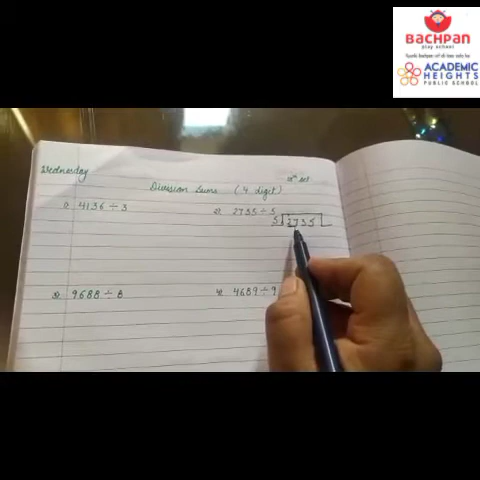 BACHPAN
play school
ACADEMIC
HEIGHTS
PUBLIC SCHOOL
Wednesday
Division Sums (4 digit)
1) 4136 ÷ 3
2) 2735 ÷ 5
5 2735
3) 9688 ÷ 8
4) 4689 ÷ 9